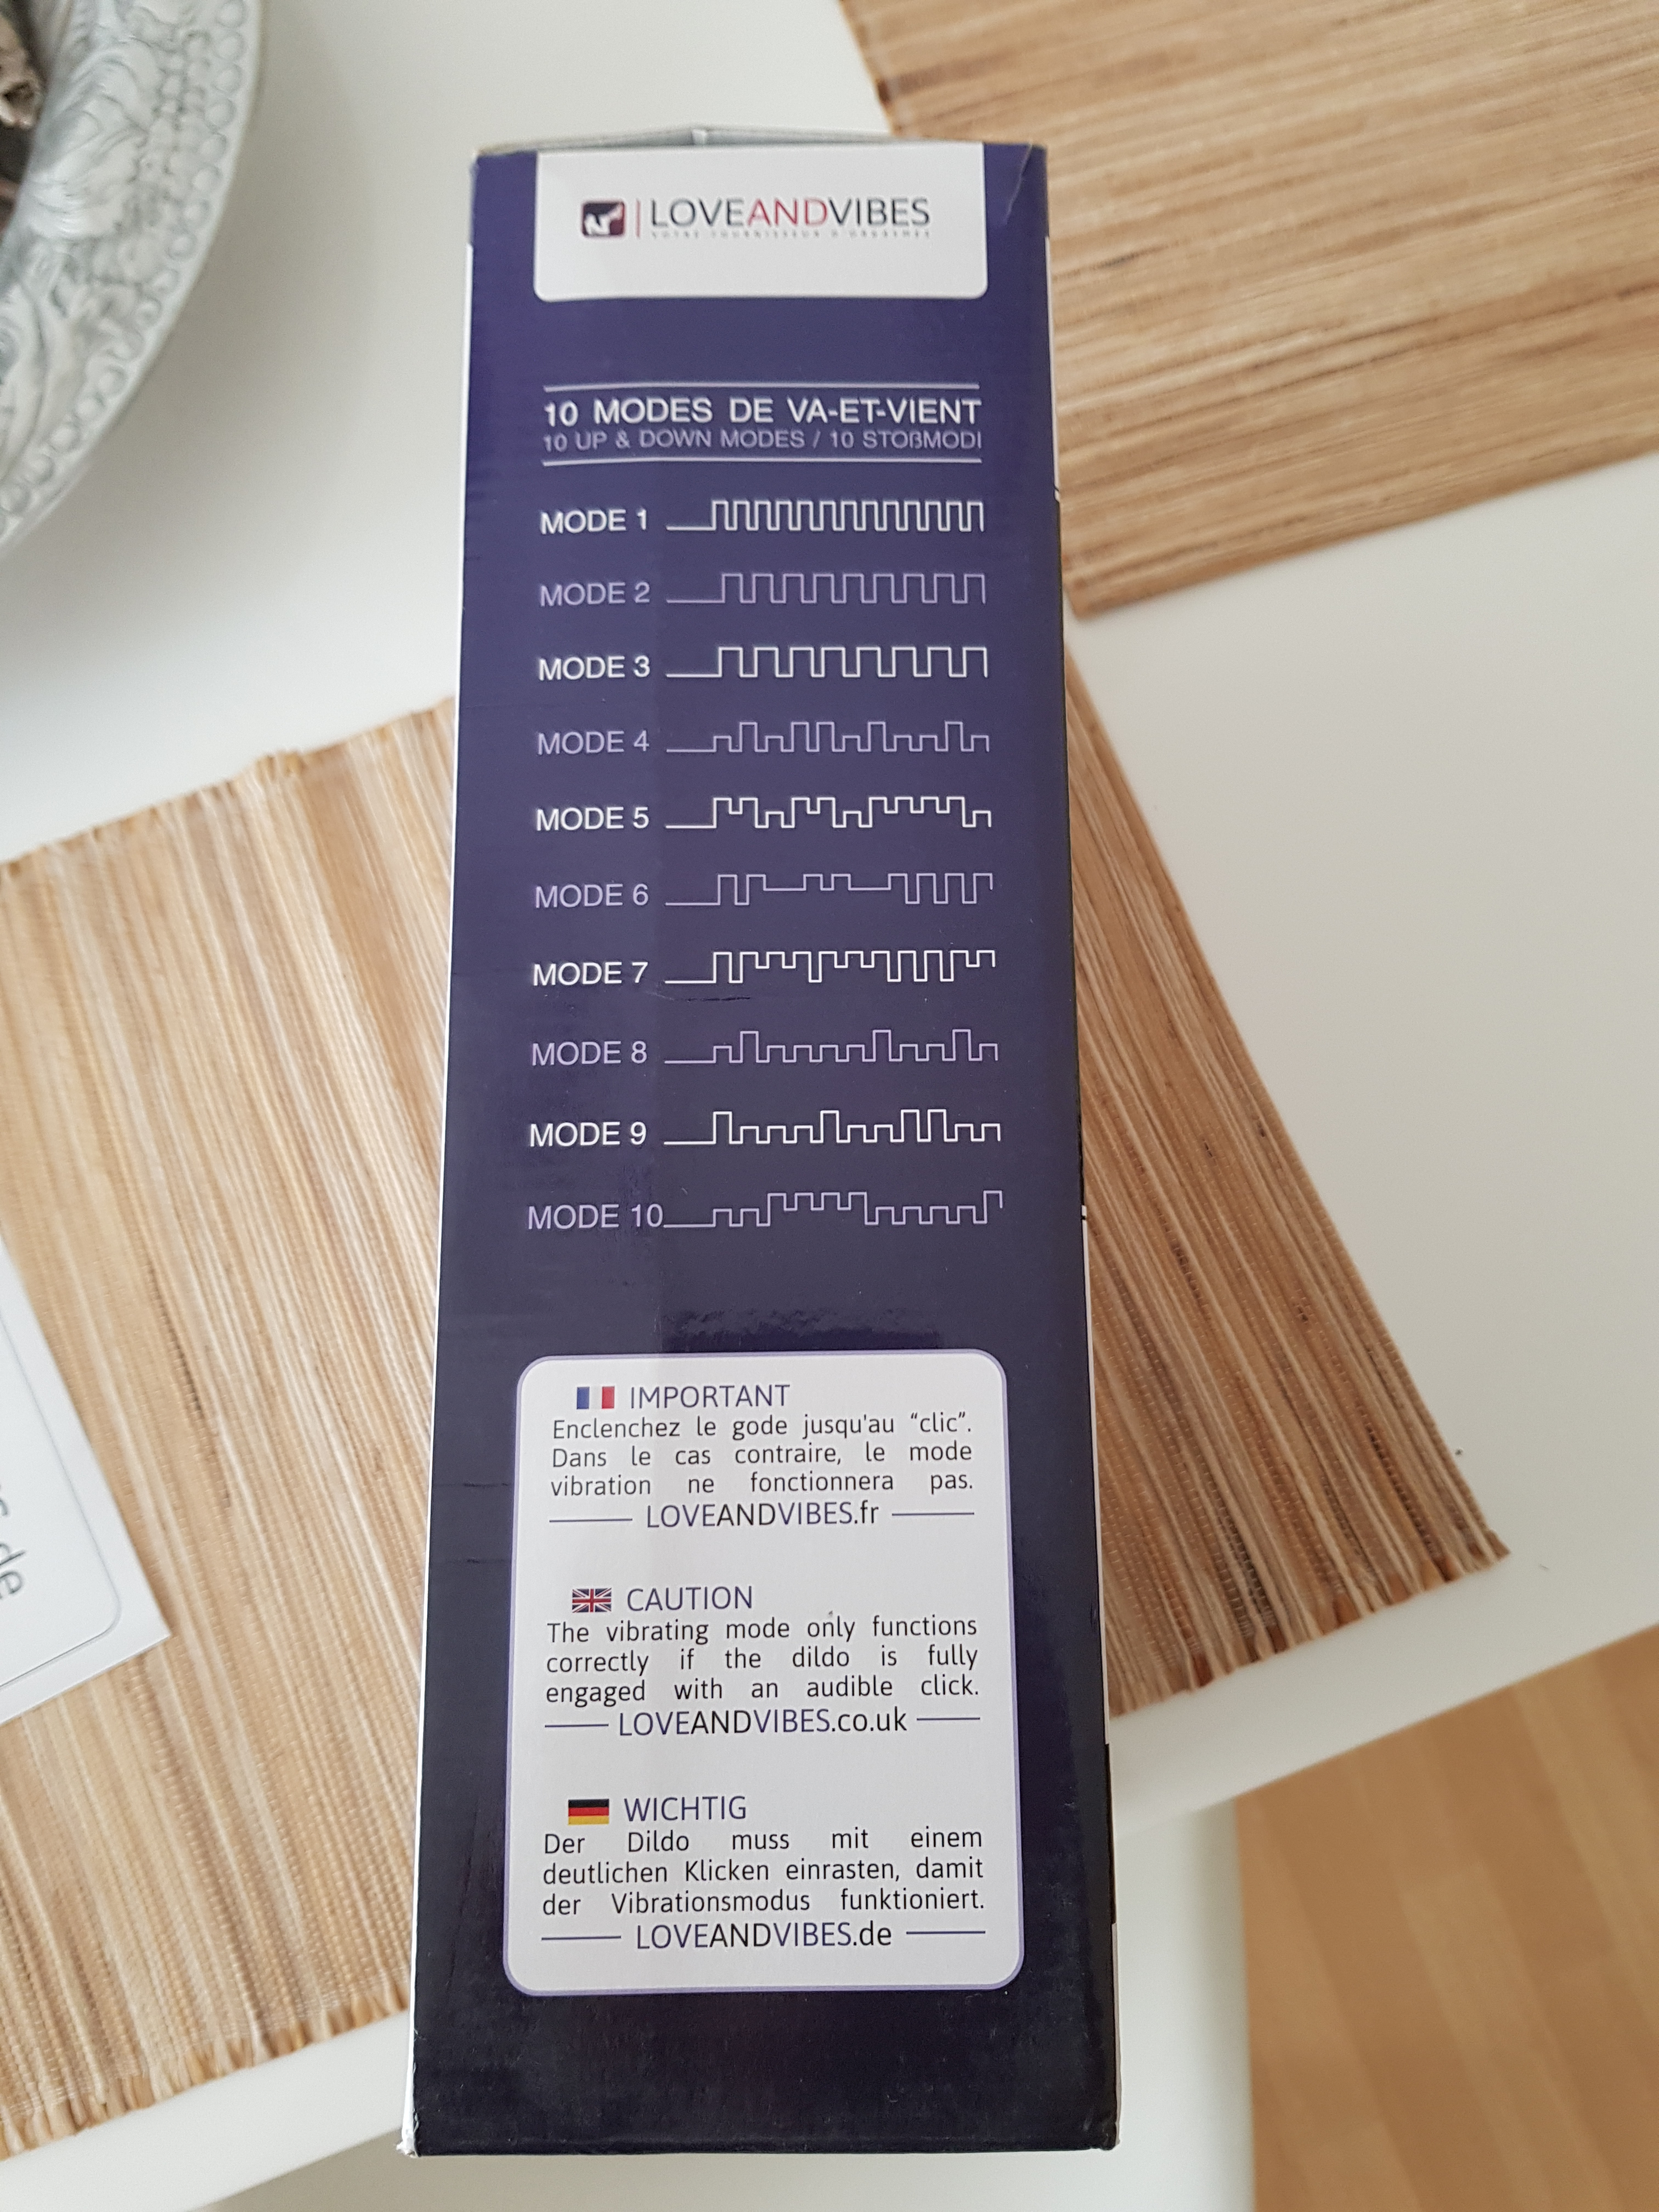 LOVEANDVIBES
VOTRE FOURNISSEUR D'ORGASMES
10 MODES DE VA-ET-VIENT
10 UP & DOWN MODES / 10 STOßMODI
MODE 1
MODE 2
MODE 3
MODE 4
MODE 5
MODE 6
MODE 7
MODE 8
MODE 9
MODE 10
IMPORTANT
Enclenchez le gode jusqu'au “clic”.
Dans le cas contraire, le mode
vibration ne fonctionnera pas.
LOVEANDVIBES.fr
CAUTION
The vibrating mode only functions
correctly if the dildo is fully
engaged with an audible click.
LOVEANDVIBES.co.uk
WICHTIG
Der Dildo muss mit einem
deutlichen Klicken einrasten, damit
der Vibrationsmodus funktioniert.
LOVEANDVIBES.de
de